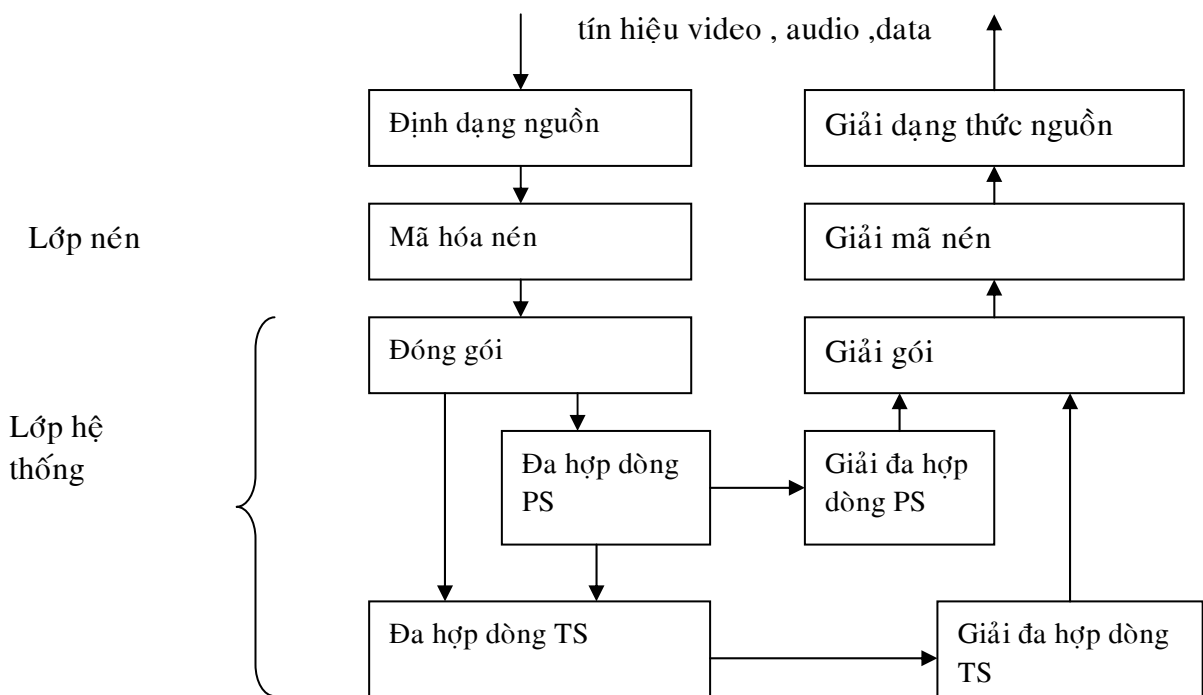 tín hiệu video , audio ,data
Định dạng nguồn
Giải dạng thức nguồn
Lớp nén
Mã hóa nén
Giải mã nén
Đóng gói
Giải gói
Lớp hệ
thống
Đa hợp dòng
PS
Giải đa hợp
dòng PS
Đa hợp dòng TS
Giải đa hợp dòng
TS